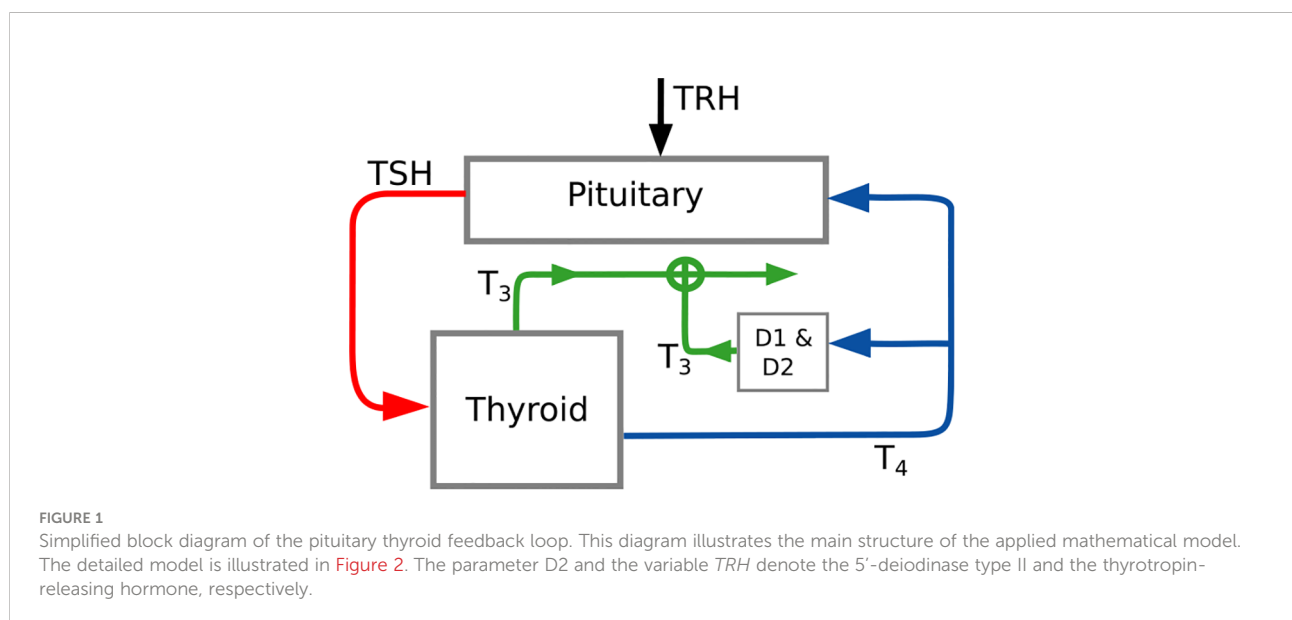 TRH
TSH
Pituitary
T3
D1 &
D2
T3
Thyroid
T4
FIGURE 1
Simplified block diagram of the pituitary thyroid feedback loop. This diagram illustrates the main structure of the applied mathematical model.
The detailed model is illustrated in Figure 2. The parameter D2 and the variable TRH denote the 5’-deiodinase type II and the thyrotropin-
releasing hormone, respectively.